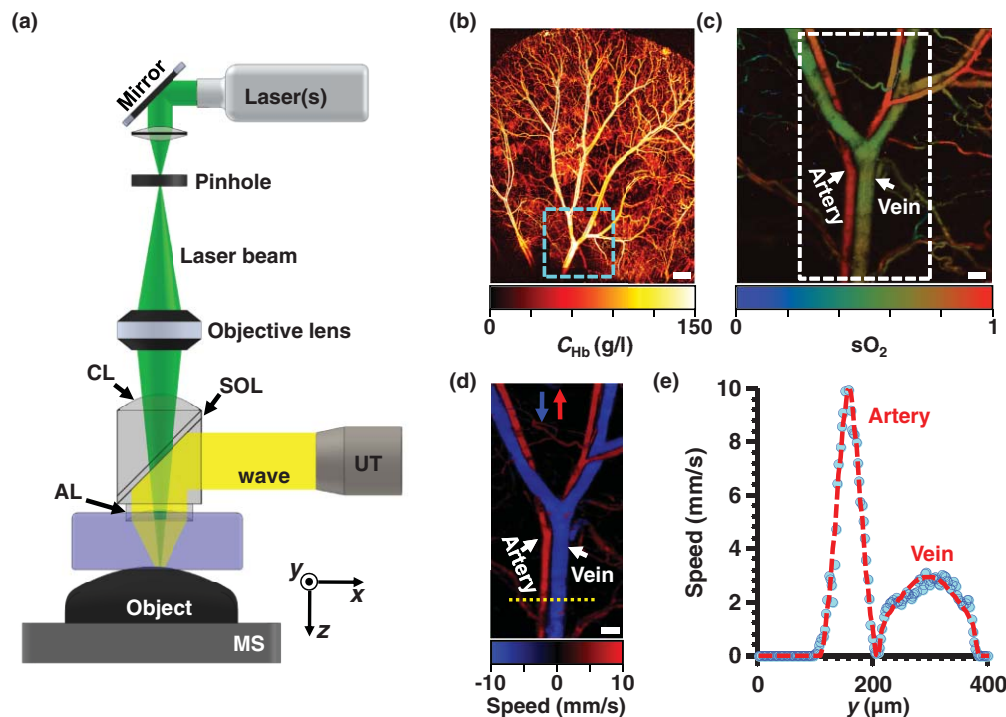 (a)
Mirror
Laser(s)
Pinhole
Laser beam
Objective lens
CL
SOL
wave
UT
AL
Object
y
x
z
MS
(b)
0
150
C_Hb (g/l)
(c)
Artery
Vein
0
1
sO₂
(d)
Artery
Vein
-10
0
10
Speed (mm/s)
(e)
Speed (mm/s)
10
8
6
4
2
0
Artery
Vein
0
200
400
y (µm)